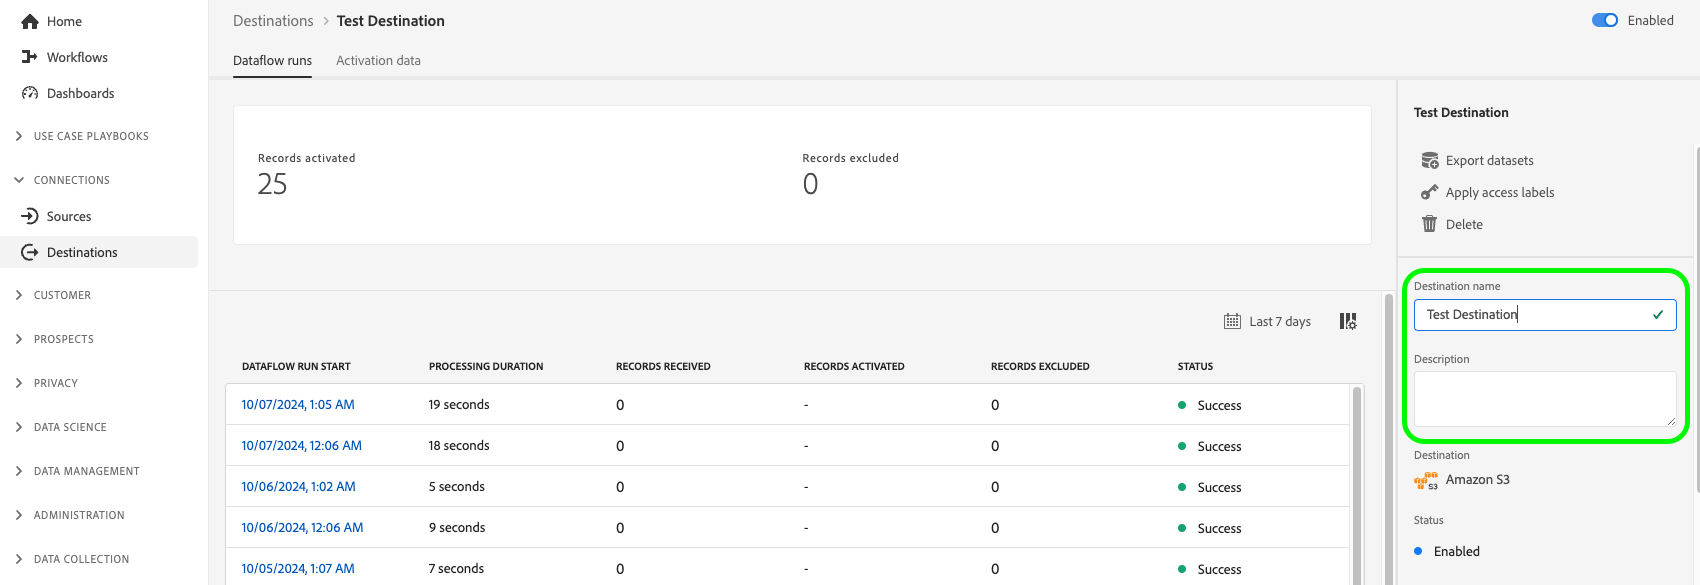 Home
Workflows
Dashboards
USE CASE PLAYBOOKS
CONNECTIONS
Sources
Destinations
CUSTOMER
PROSPECTS
PRIVACY
DATA SCIENCE
DATA MANAGEMENT
ADMINISTRATION
DATA COLLECTION
Destinations > Test Destination
Enabled
Dataflow runs Activation data
Records activated
25
Records excluded
0
Last 7 days
DATAFLOW RUN START PROCESSING DURATION RECORDS RECEIVED RECORDS ACTIVATED RECORDS EXCLUDED STATUS
10/07/2024, 1:05 AM 19 seconds 0 - 0 Success
10/07/2024, 12:06 AM 18 seconds 0 - 0 Success
10/06/2024, 1:02 AM 5 seconds 0 - 0 Success
10/06/2024, 12:06 AM 9 seconds 0 - 0 Success
10/05/2024, 1:07 AM 7 seconds 0 - 0 Success
Test Destination
Export datasets
Apply access labels
Delete
Destination name
Test Destination
Description
Destination
S3 Amazon S3
Status
Enabled